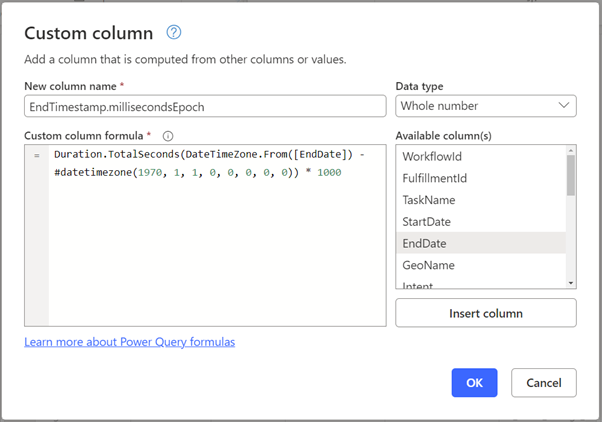 Custom column
Add a column that is computed from other columns or values.
New column name *
EndTimestamp.millisecondsEpoch
Data type
Whole number
Custom column formula *
= Duration.TotalSeconds(DateTimeZone.From([EndDate]) -
#datetimezone(1970, 1, 1, 0, 0, 0, 0, 0)) * 1000
Available column(s)
WorkflowId
FulfillmentId
TaskName
StartDate
EndDate
GeoName
Intent
Insert column
Learn more about Power Query formulas
OK
Cancel